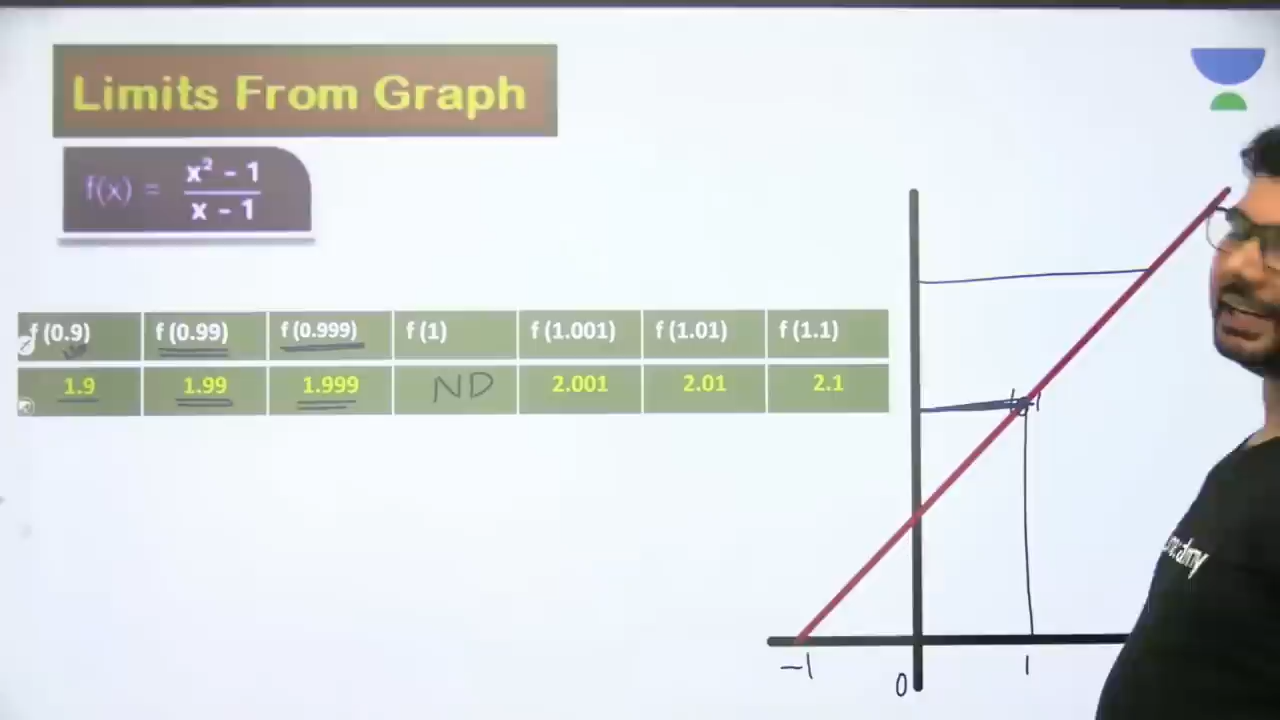 Limits From Graph
f(x) = x² - 1 / x - 1
f (0.9) f (0.99) f (0.999) f (1) f (1.001) f (1.01) f (1.1)
1.9 1.99 1.999 ND 2.001 2.01 2.1
-1 0 1